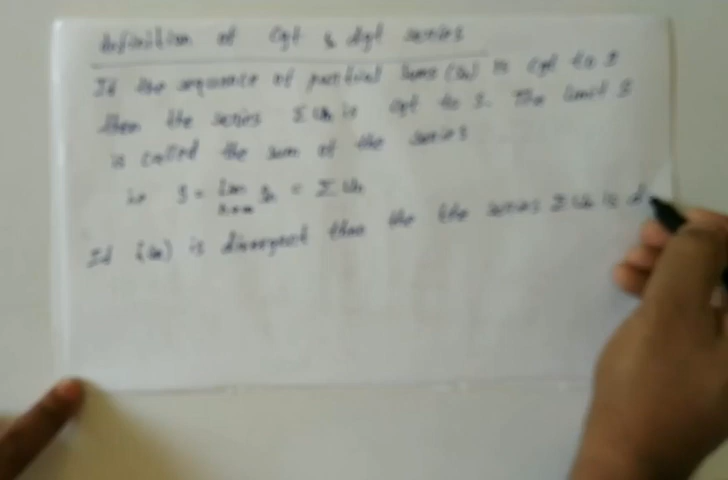 Definition of Cgt & dgt series
If the sequence of partial sums (Sn) is cgt to S
then the series Σ Un is cgt to S. The limit S
is called the sum of the series
ie S = lim n→∞ Sn = Σ Un
If (Sn) is divergent then the the series Σ Un is d